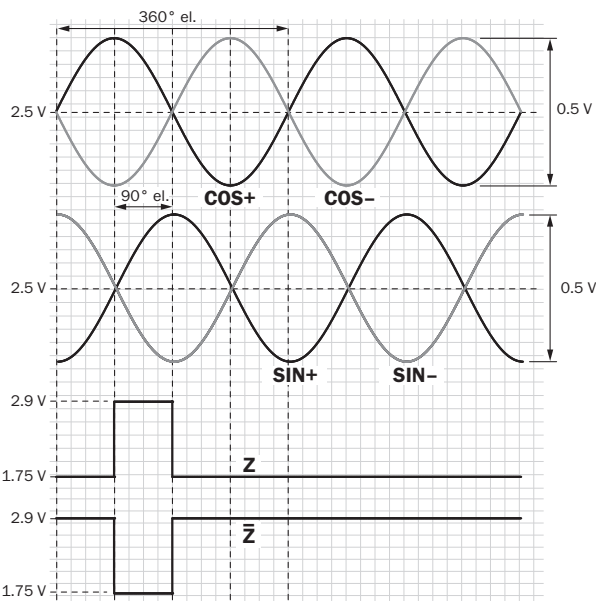 360° el.
2.5 V
0.5 V
90° el.
COS+
COS−
2.5 V
0.5 V
SIN+
SIN−
2.9 V
Z
1.75 V
2.9 V
Z̅
1.75 V